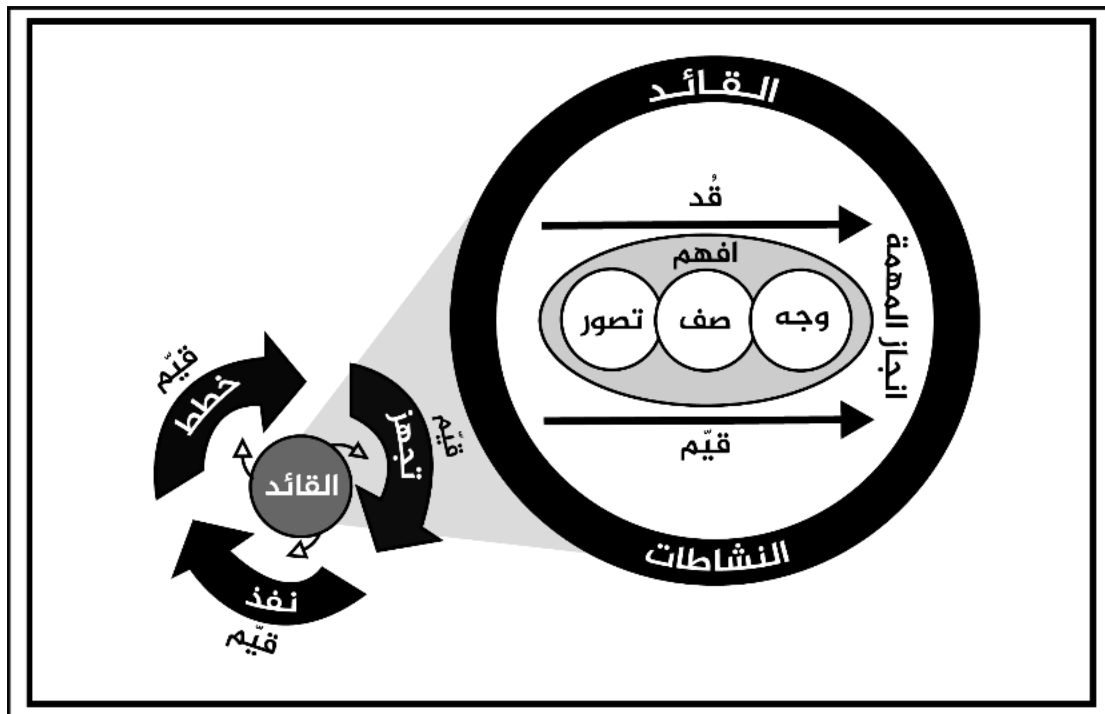 القائد
قُد
افهم
وجه
صف
تصور
انجاز المهمة
قيّم
النشاطات
قيّم
خطط
تجهز
قيّم
القائد
نفذ
قيّم